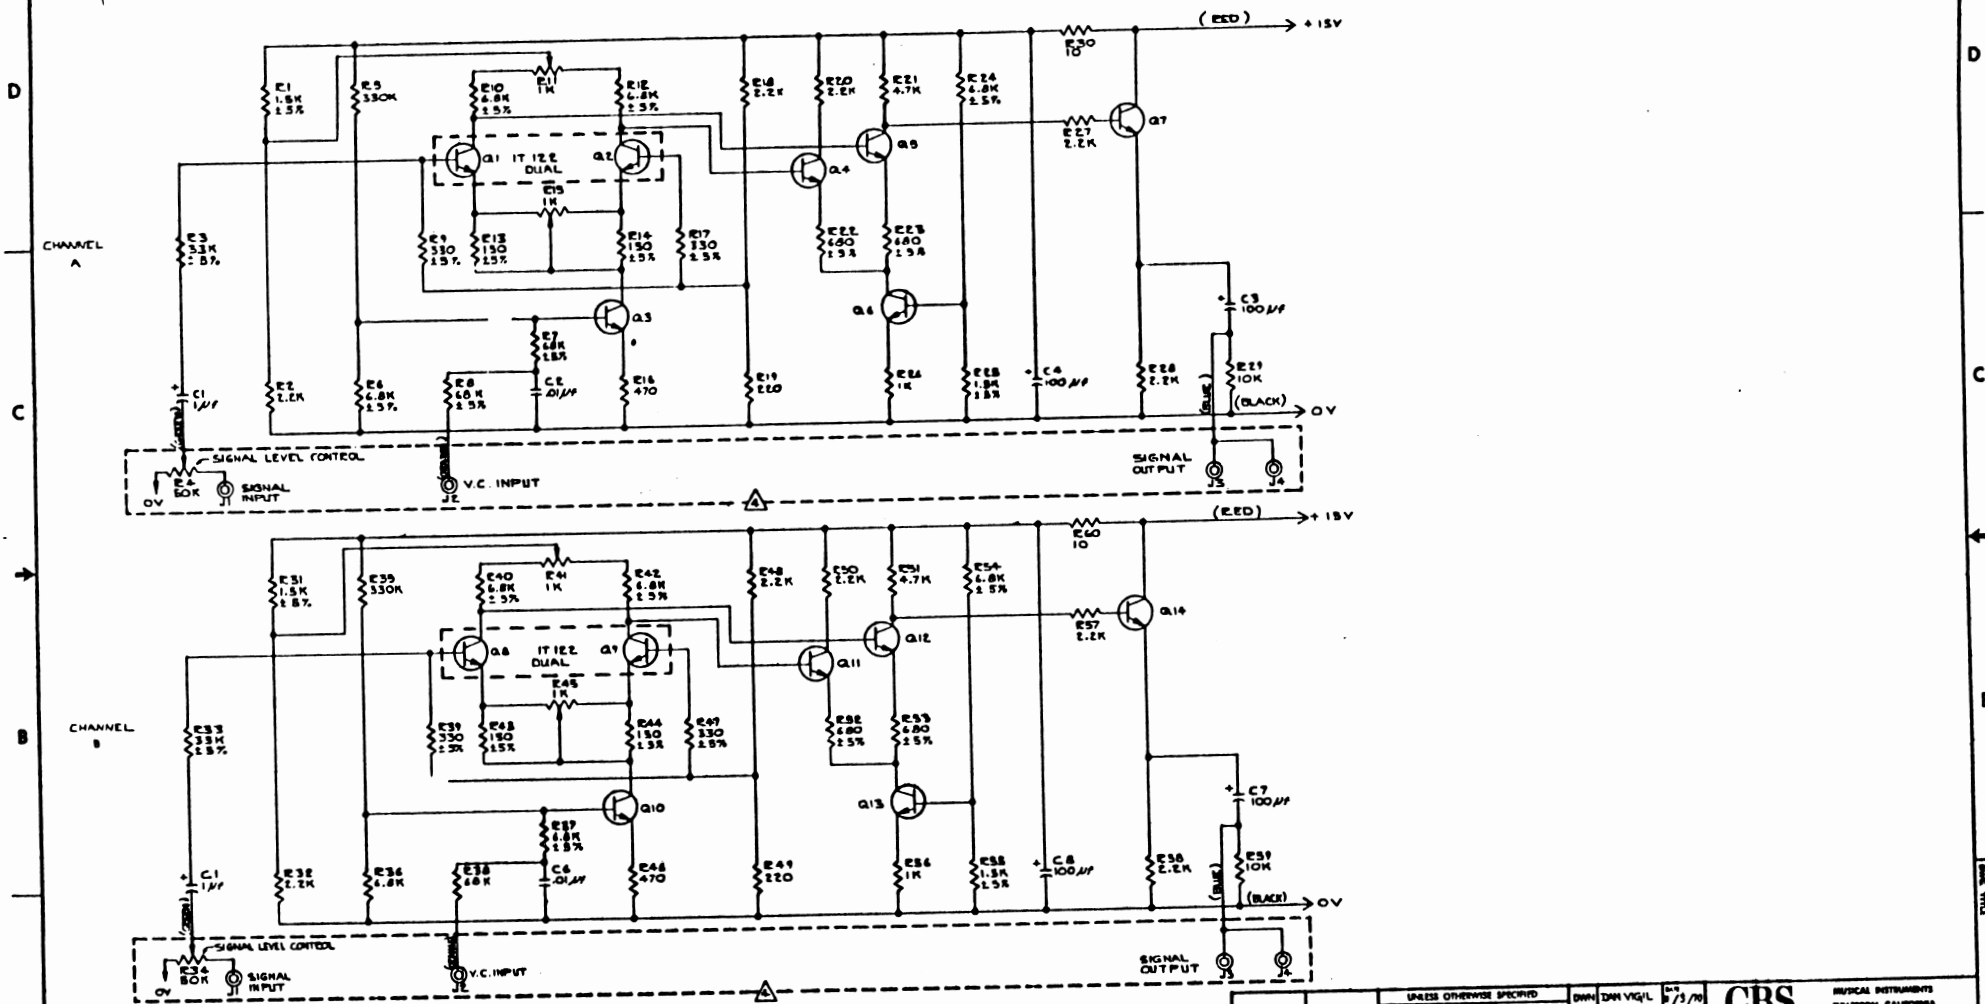 (RED)
+15V
D
D
R1
1.5K
±5%
R5
330K
R10
6.8K
±5%
R11
1K
R12
6.8K
±5%
R18
2.2K
R20
2.2K
R21
4.7K
R24
6.8K
±5%
R30
10
R27
2.2K
Q7
Q1
IT 122
DUAL
Q2
Q4
Q5
R15
1K
CHANNEL
A
R3
33K
±5%
R9
330
±5%
R13
150
±5%
R14
150
±5%
R17
330
±5%
R22
680
±5%
R23
680
±5%
Q3
Q6
C3
100µf
R7
68K
±5%
R2
2.2K
R6
6.8K
±5%
R8
68K
±5%
C2
.01µf
R16
470
R19
220
R26
1K
R25
1.5K
±5%
C4
100µf
R28
2.2K
(BLUE)
R29
10K
(BLACK)
0V
C
C
C1
1µf
SIGNAL LEVEL CONTROL
R4
50K
0V
J1
SIGNAL
INPUT
J2
V.C. INPUT
4
SIGNAL
OUTPUT
J3
J4
(RED)
+15V
R31
1.5K
±5%
R35
330K
R40
6.8K
±5%
R41
1K
R42
6.8K
±5%
R48
2.2K
R50
2.2K
R51
4.7K
R54
6.8K
±5%
R60
10
R57
2.2K
Q14
Q8
IT 122
DUAL
Q9
Q11
Q12
R45
1K
CHANNEL
B
B
R33
33K
±5%
R39
330
±5%
R43
150
±5%
R44
150
±5%
R47
330
±5%
R52
680
±5%
R53
680
±5%
Q10
Q13
C7
100µf
R37
6.8K
±5%
R32
2.2K
R36
6.8K
R38
68K
C6
.01µf
R46
470
R49
220
R56
1K
R55
1.5K
±5%
C8
100µf
R58
2.2K
(BLUE)
R59
10K
(BLACK)
0V
C1
1µf
SIGNAL LEVEL CONTROL
R34
50K
0V
J1
SIGNAL
INPUT
J2
V.C. INPUT
4
SIGNAL
OUTPUT
J3
J4
UNLESS OTHERWISE SPECIFIED
DWN
DAN VIGIL
CBS
MUSICAL INSTRUMENTS